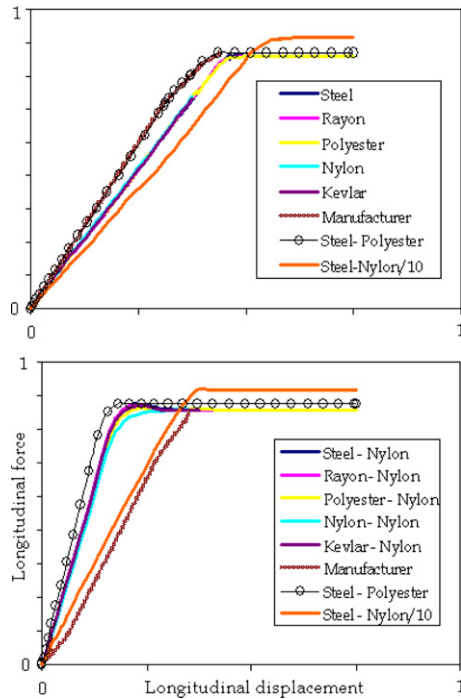 1
Steel
Rayon
Polyester
Nylon
Kevlar
Manufacturer
Steel- Polyester
Steel-Nylon/10
0
0
1
1
Longitudinal force
Steel - Nylon
Rayon- Nylon
Polyester- Nylon
Nylon- Nylon
Kevlar- Nylon
Manufacturer
Steel - Polyester
Steel - Nylon/10
0
0
Longitudinal displacement
1